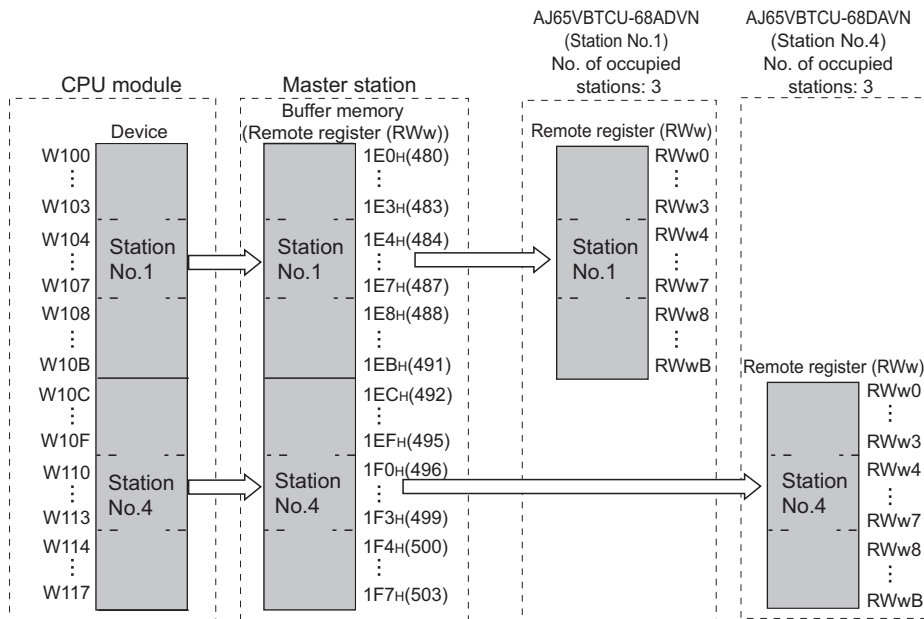 AJ65VBTCU-68ADVN
(Station No.1)
No. of occupied
stations: 3
AJ65VBTCU-68DAVN
(Station No.4)
No. of occupied
stations: 3
CPU module
Master station
Device
Buffer memory
(Remote register (RWw))
Remote register (RWw)
W100
W103
W104
W107
W108
W10B
W10C
W10F
W110
W113
W114
W117
Station
No.1
Station
No.4
Station
No.1
Station
No.4
1E0H(480)
1E3H(483)
1E4H(484)
1E7H(487)
1E8H(488)
1EBH(491)
1ECH(492)
1EFH(495)
1F0H(496)
1F3H(499)
1F4H(500)
1F7H(503)
Station
No.1
RWw0
RWw3
RWw4
RWw7
RWw8
RWwB
Remote register (RWw)
Station
No.4
RWw0
RWw3
RWw4
RWw7
RWw8
RWwB